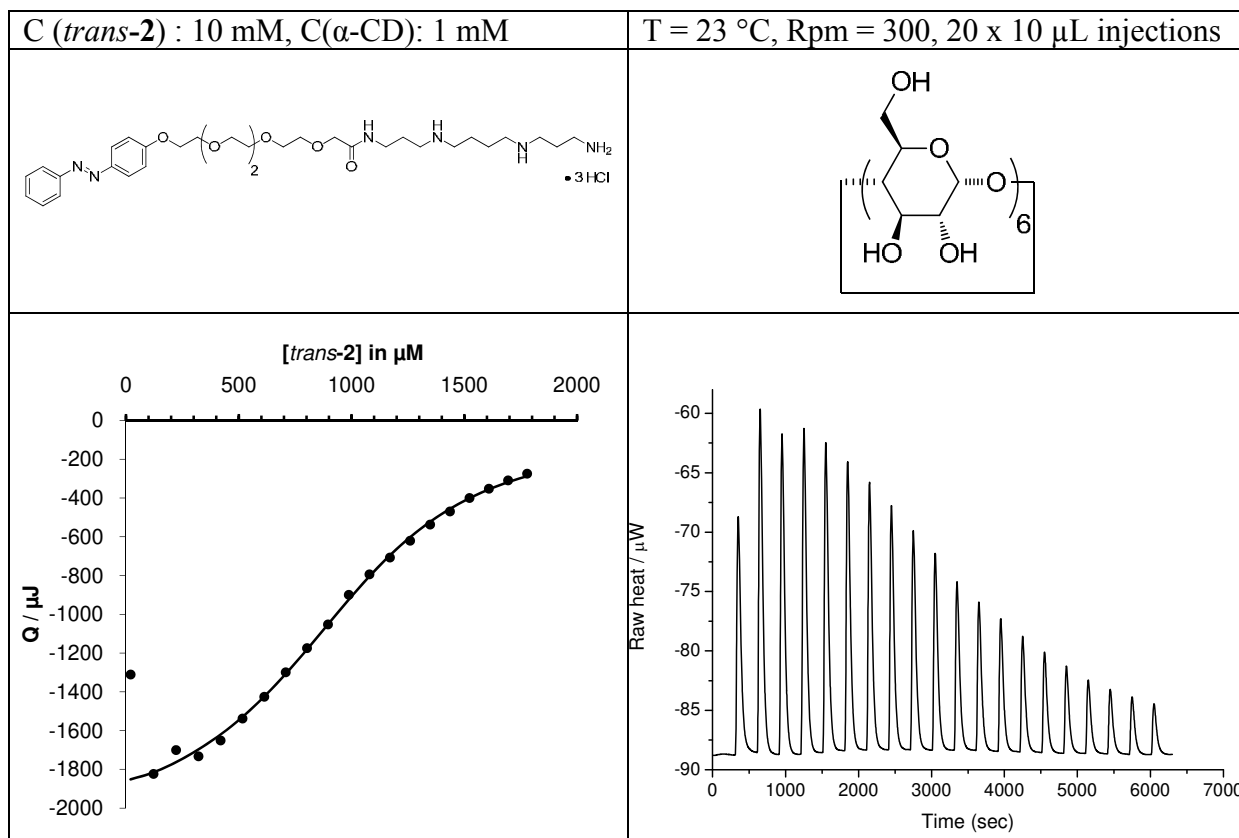 C (trans-2) : 10 mM, C(α-CD): 1 mM
T = 23 °C, Rpm = 300, 20 x 10 µL injections
N
N
O
O
2
O
O
O
H
N
H
N
N
H
NH2
• 3 HCl
OH
O
O
6
HO
OH
[trans-2] in µM
0 500 1000 1500 2000
0
-200
-400
-600
-800
-1000
-1200
-1400
-1600
-1800
-2000
Q / µJ
-60
-65
-70
-75
-80
-85
-90
Raw heat / µW
0 1000 2000 3000 4000 5000 6000 7000
Time (sec)